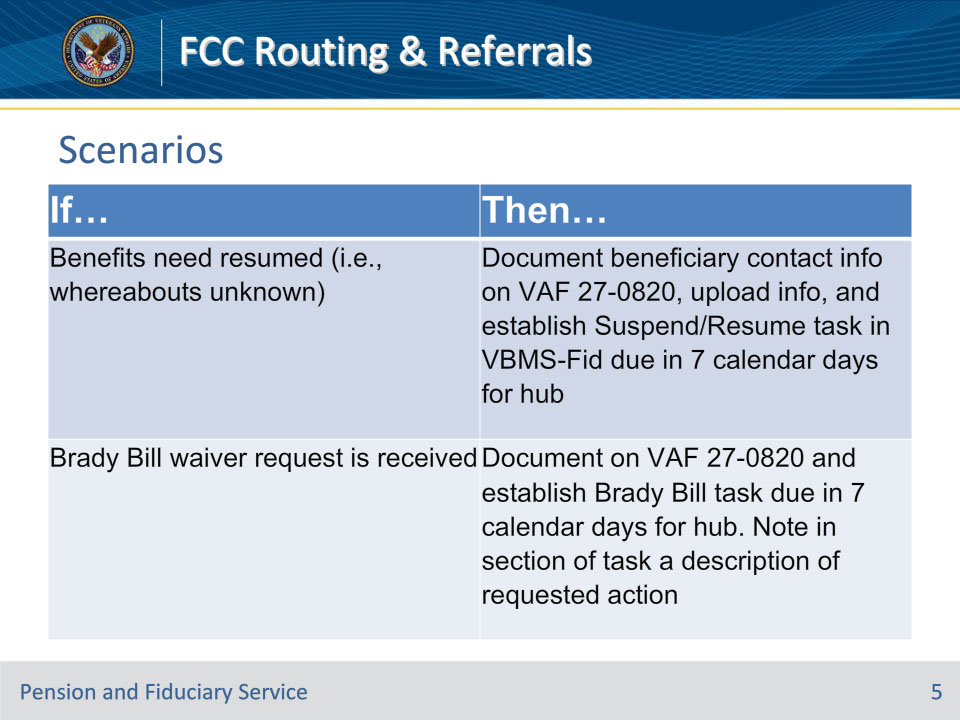 FCC Routing & Referrals
Scenarios
If…
Then…
Benefits need resumed (i.e.,
whereabouts unknown)
Document beneficiary contact info
on VAF 27-0820, upload info, and
establish Suspend/Resume task in
VBMS-Fid due in 7 calendar days
for hub
Brady Bill waiver request is received
Document on VAF 27-0820 and
establish Brady Bill task due in 7
calendar days for hub. Note in
section of task a description of
requested action
Pension and Fiduciary Service
5